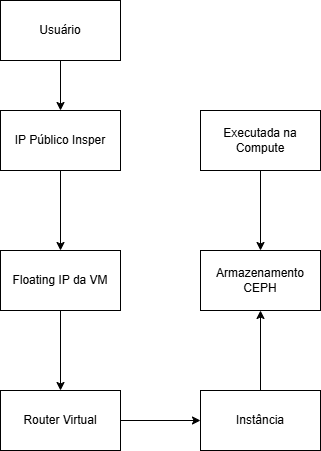 Usuário
IP Público Insper
Executada na
Compute
Floating IP da VM
Armazenamento
CEPH
Router Virtual
Instância